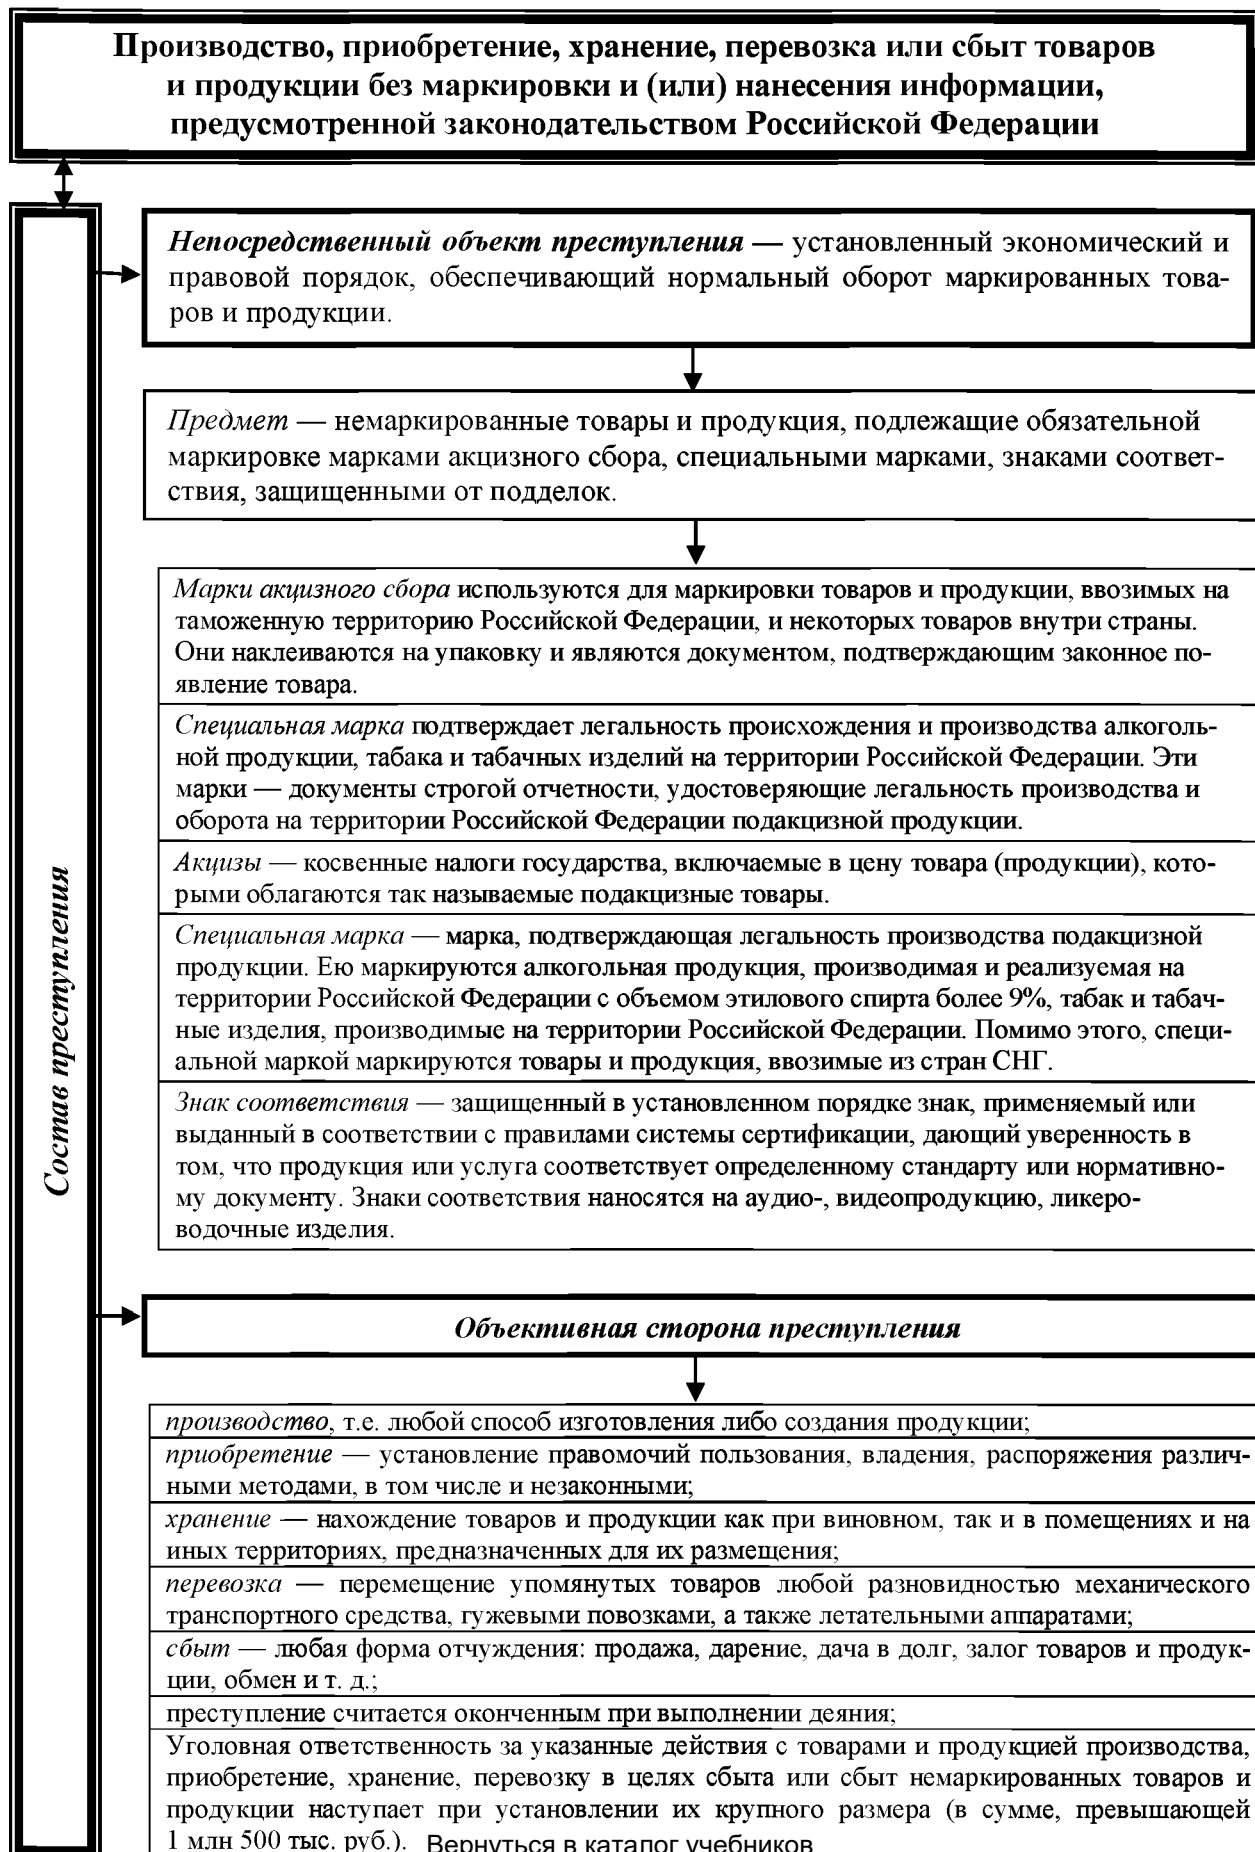 Производство, приобретение, хранение, перевозка или сбыт товаров
и продукции без маркировки и (или) нанесения информации,
предусмотренной законодательством Российской Федерации
Состав преступления
Непосредственный объект преступления — установленный экономический и
правовой порядок, обеспечивающий нормальный оборот маркированных това-
ров и продукции.
Предмет — немаркированные товары и продукция, подлежащие обязательной
маркировке марками акцизного сбора, специальными марками, знаками соответ-
ствия, защищенными от подделок.
Марки акцизного сбора используются для маркировки товаров и продукции, ввозимых на
таможенную территорию Российской Федерации, и некоторых товаров внутри страны.
Они наклеиваются на упаковку и являются документом, подтверждающим законное по-
явление товара.
Специальная марка подтверждает легальность происхождения и производства алкоголь-
ной продукции, табака и табачных изделий на территории Российской Федерации. Эти
марки — документы строгой отчетности, удостоверяющие легальность производства и
оборота на территории Российской Федерации подакцизной продукции.
Акцизы — косвенные налоги государства, включаемые в цену товара (продукции), кото-
рыми облагаются так называемые подакцизные товары.
Специальная марка — марка, подтверждающая легальность производства подакцизной
продукции. Ею маркируются алкогольная продукция, производимая и реализуемая на
территории Российской Федерации с объемом этилового спирта более 9%, табак и табач-
ные изделия, производимые на территории Российской Федерации. Помимо этого, специ-
альной маркой маркируются товары и продукция, ввозимые из стран СНГ.
Знак соответствия — защищенный в установленном порядке знак, применяемый или
выданный в соответствии с правилами системы сертификации, дающий уверенность в
том, что продукция или услуга соответствует определенному стандарту или нормативно-
му документу. Знаки соответствия наносятся на аудио-, видеопродукцию, ликеро-
водочные изделия.
Объективная сторона преступления
производство, т.е. любой способ изготовления либо создания продукции;
приобретение — установление правомочий пользования, владения, распоряжения различ-
ными методами, в том числе и незаконными;
хранение — нахождение товаров и продукции как при виновном, так и в помещениях и на
иных территориях, предназначенных для их размещения;
перевозка — перемещение упомянутых товаров любой разновидностью механического
транспортного средства, гужевыми повозками, а также летательными аппаратами;
сбыт — любая форма отчуждения: продажа, дарение, дача в долг, залог товаров и продук-
ции, обмен и т. д.;
преступление считается оконченным при выполнении деяния;
Уголовная ответственность за указанные действия с товарами и продукцией производства,
приобретение, хранение, перевозку в целях сбыта или сбыт немаркированных товаров и
продукции наступает при установлении их крупного размера (в сумме, превышающей
1 млн 500 тыс. руб.). Вернуться в каталог учебников